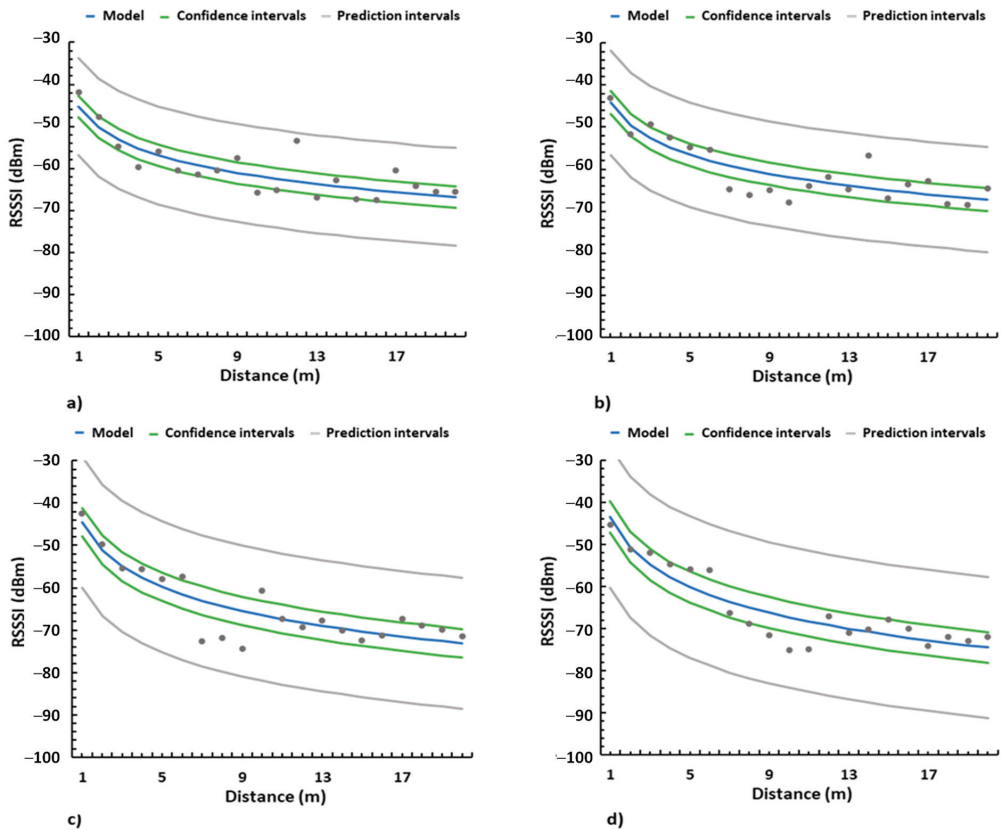 Model Confidence intervals Prediction intervals
Model Confidence intervals Prediction intervals
−30
−40
−50
−60
−70
−80
−90
−100
RSSSI (dBm)
1 5 9 13 17
Distance (m)
a)
−30
−40
−50
−60
−70
−80
−90
−100
RSSSI (dBm)
1 5 9 13 17
Distance (m)
b)
Model Confidence intervals Prediction intervals
Model Confidence intervals Prediction intervals
−30
−40
−50
−60
−70
−80
−90
−100
RSSSI (dBm)
1 5 9 13 17
Distance (m)
c)
−30
−40
−50
−60
−70
−80
−90
−100
RSSSI (dBm)
1 5 9 13 17
Distance (m)
d)